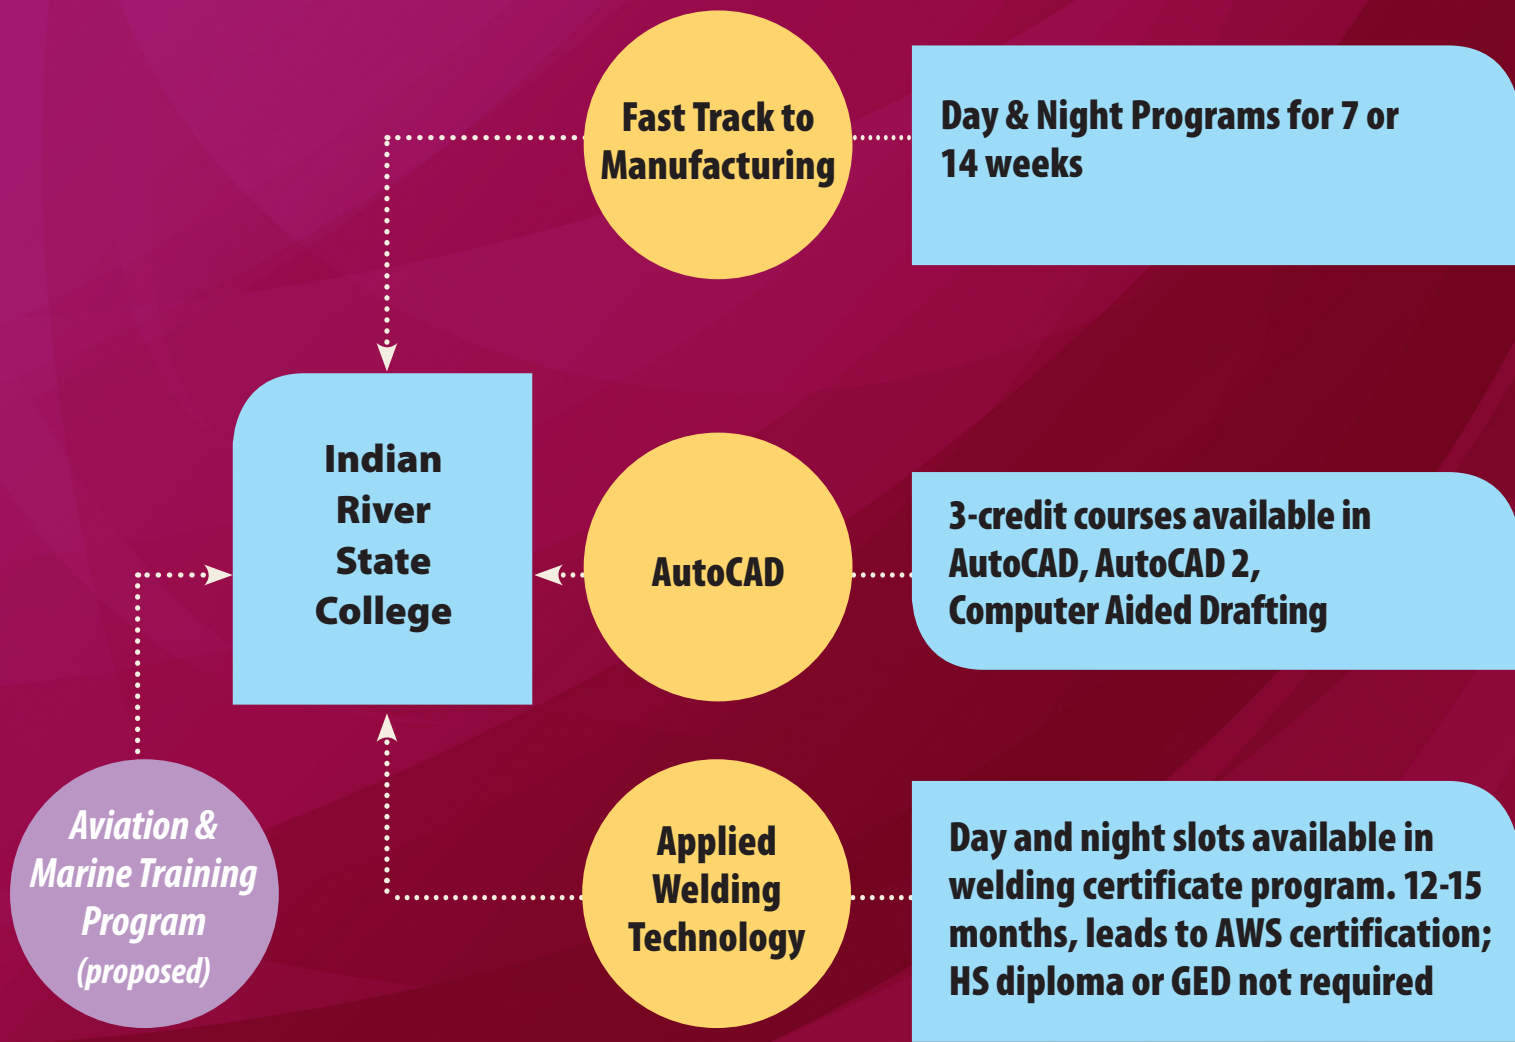 Fast Track to
Manufacturing
Day & Night Programs for 7 or
14 weeks
Indian
River
State
College
AutoCAD
3-credit courses available in
AutoCAD, AutoCAD 2,
Computer Aided Drafting
Aviation &
Marine Training
Program
(proposed)
Applied
Welding
Technology
Day and night slots available in
welding certificate program. 12-15
months, leads to AWS certification;
HS diploma or GED not required